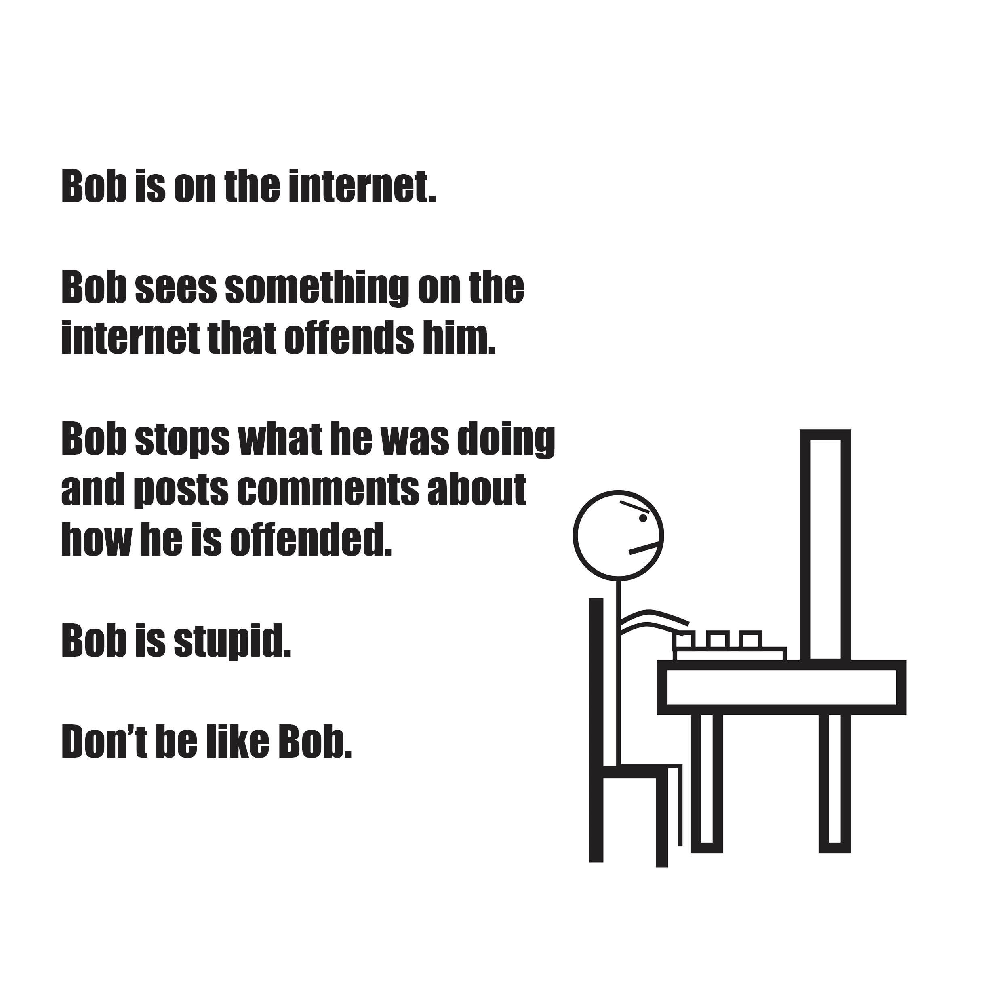 Bob is on the internet.
Bob sees something on the
internet that offends him.
Bob stops what he was doing
and posts comments about
how he is offended.
Bob is stupid.
Don’t be like Bob.